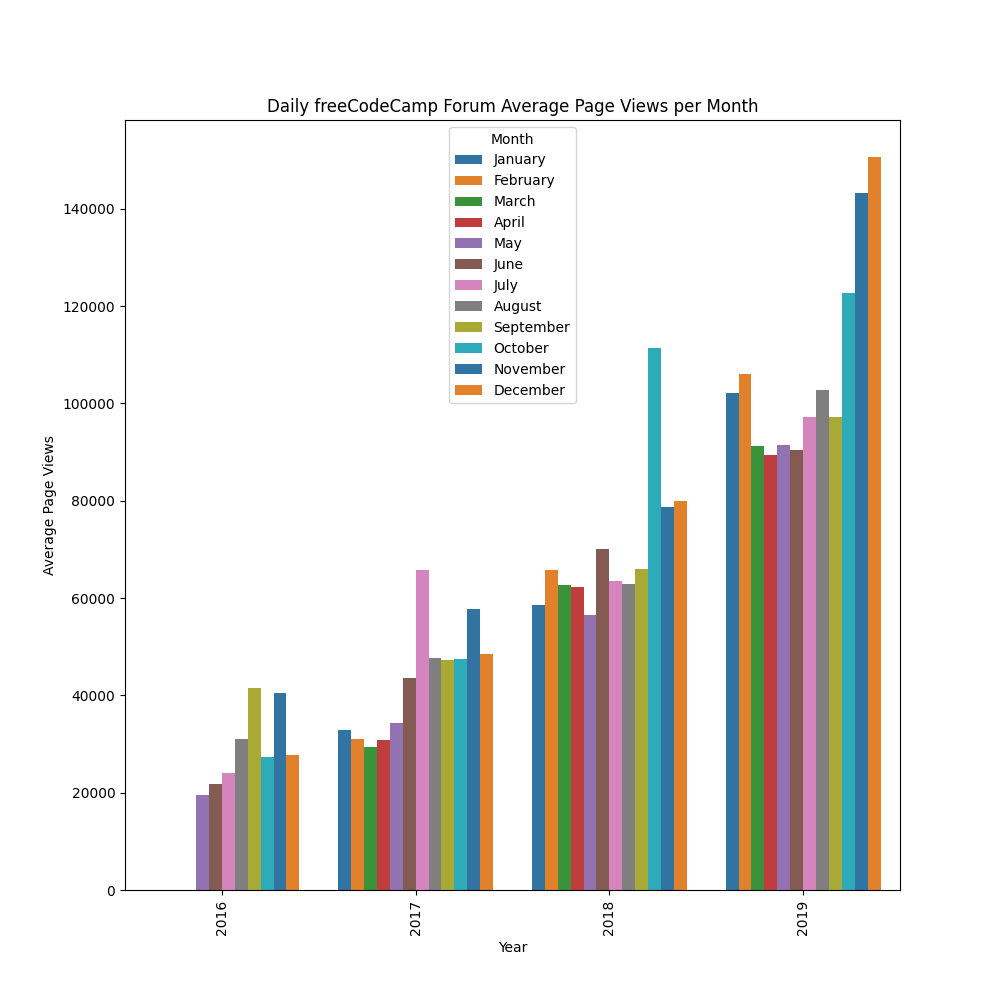 Daily freeCodeCamp Forum Average Page Views per Month
Month
January
February
March
April
May
June
July
August
September
October
November
December
Average Page Views
140000
120000
100000
80000
60000
40000
20000
0
2016
2017
2018
2019
Year